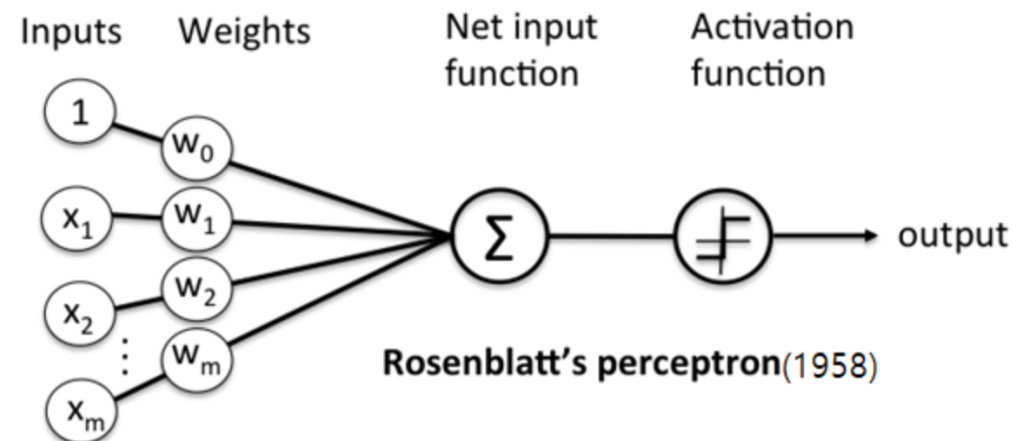 Inputs Weights Net input function Activation function
1
w0
x1
w1
x2
w2
⋮
wm
xm
Σ
output
Rosenblatt's perceptron(1958)